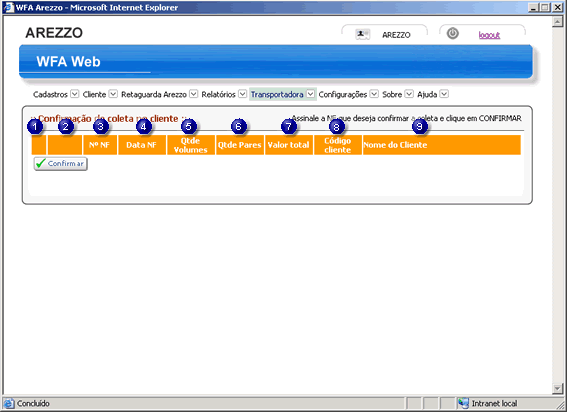 WFA Arezzo - Microsoft Internet Explorer
AREZZO
AREZZO
logout
WFA Web
Cadastros Cliente Retaguarda Arezzo Relatórios Transportadora Configurações Sobre Ajuda
:: Confirmação de coleta no cliente ::
:: Assinale a NF que deseja confirmar a coleta e clique em CONFIRMAR
1 2 3 4 5 6 7 8 9
Nº NF Data NF Qtde Volumes Qtde Pares Valor total Código cliente Nome do Cliente
Confirmar
Concluído
Intranet local